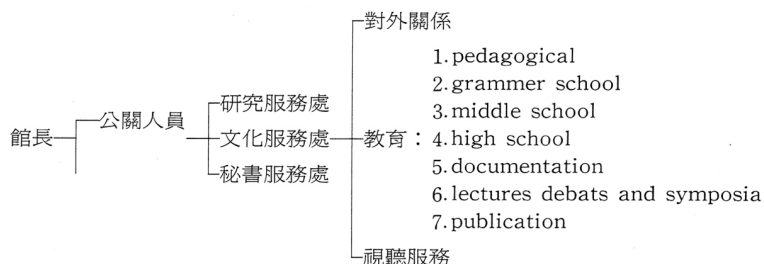 對外關係
1.pedagogical
2.grammer school
研究服務處
3.middle school
公關人員
館長
文化服務處
教育：
4.high school
秘書服務處
5.documentation
6.lectures debats and symposia
7.publication
視聽服務